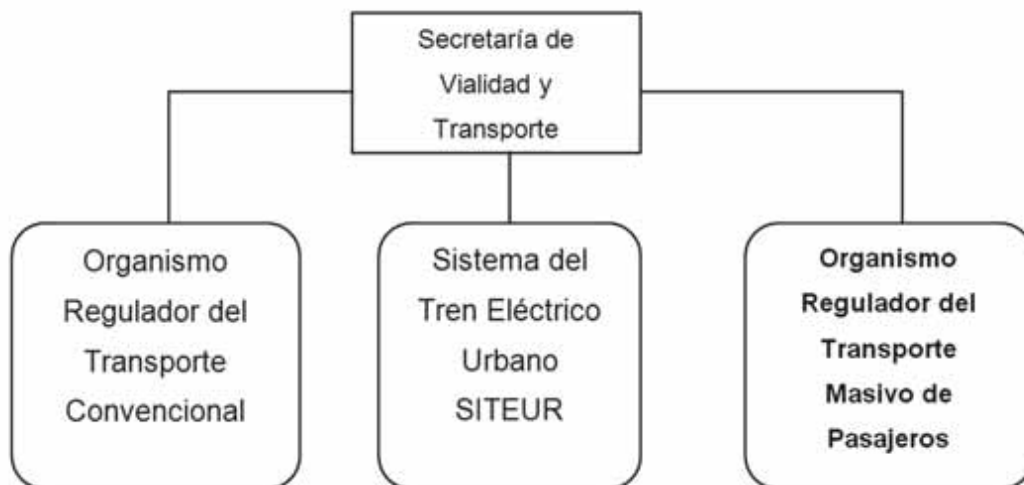 Secretaría de
Vialidad y
Transporte
Organismo
Regulador del
Transporte
Convencional
Sistema del
Tren Eléctrico
Urbano
SITEUR
Organismo
Regulador del
Transporte
Masivo de
Pasajeros